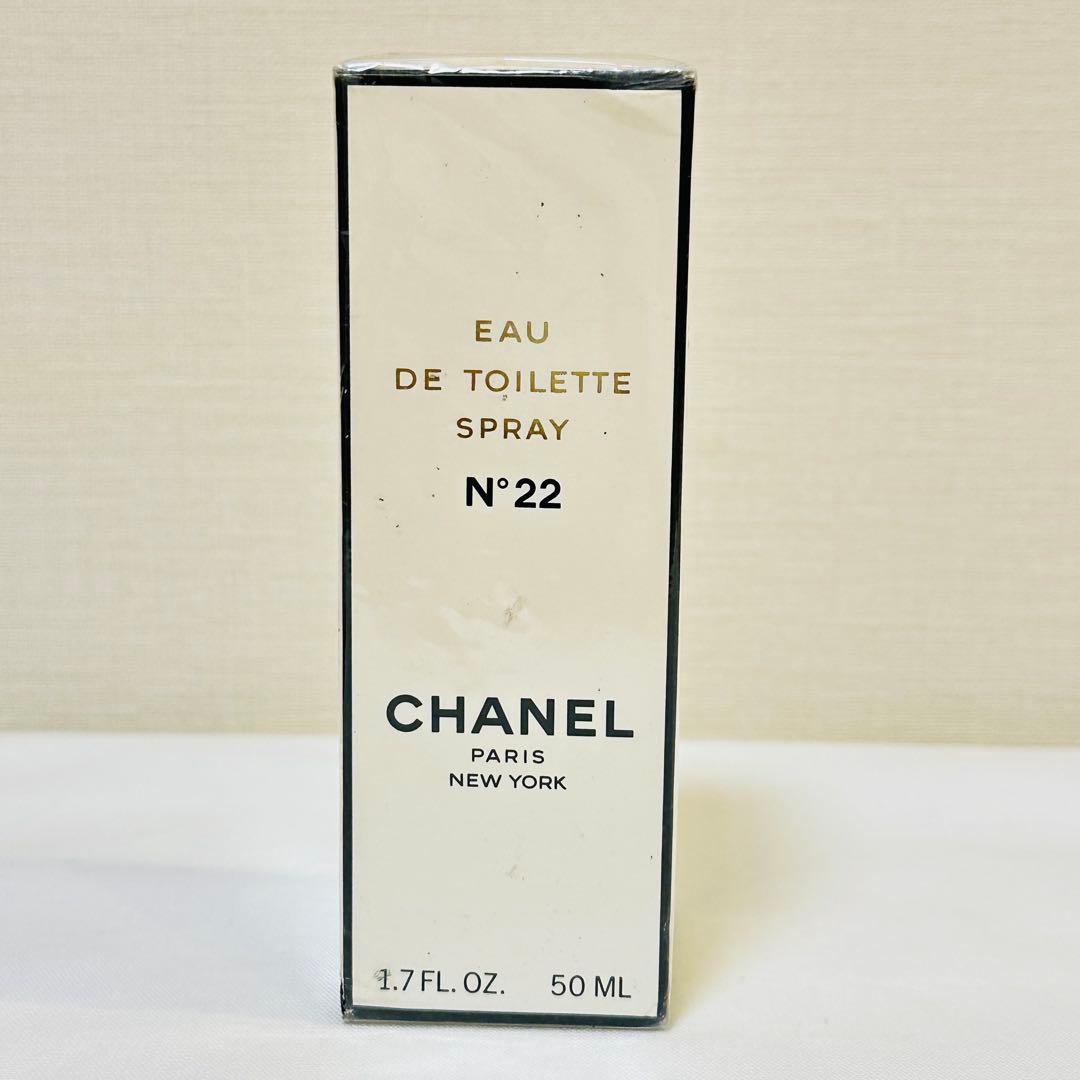 EAU
DE TOILETTE
SPRAY
N°22
CHANEL
PARIS
NEW YORK
1.7 FL. OZ. 50 ML